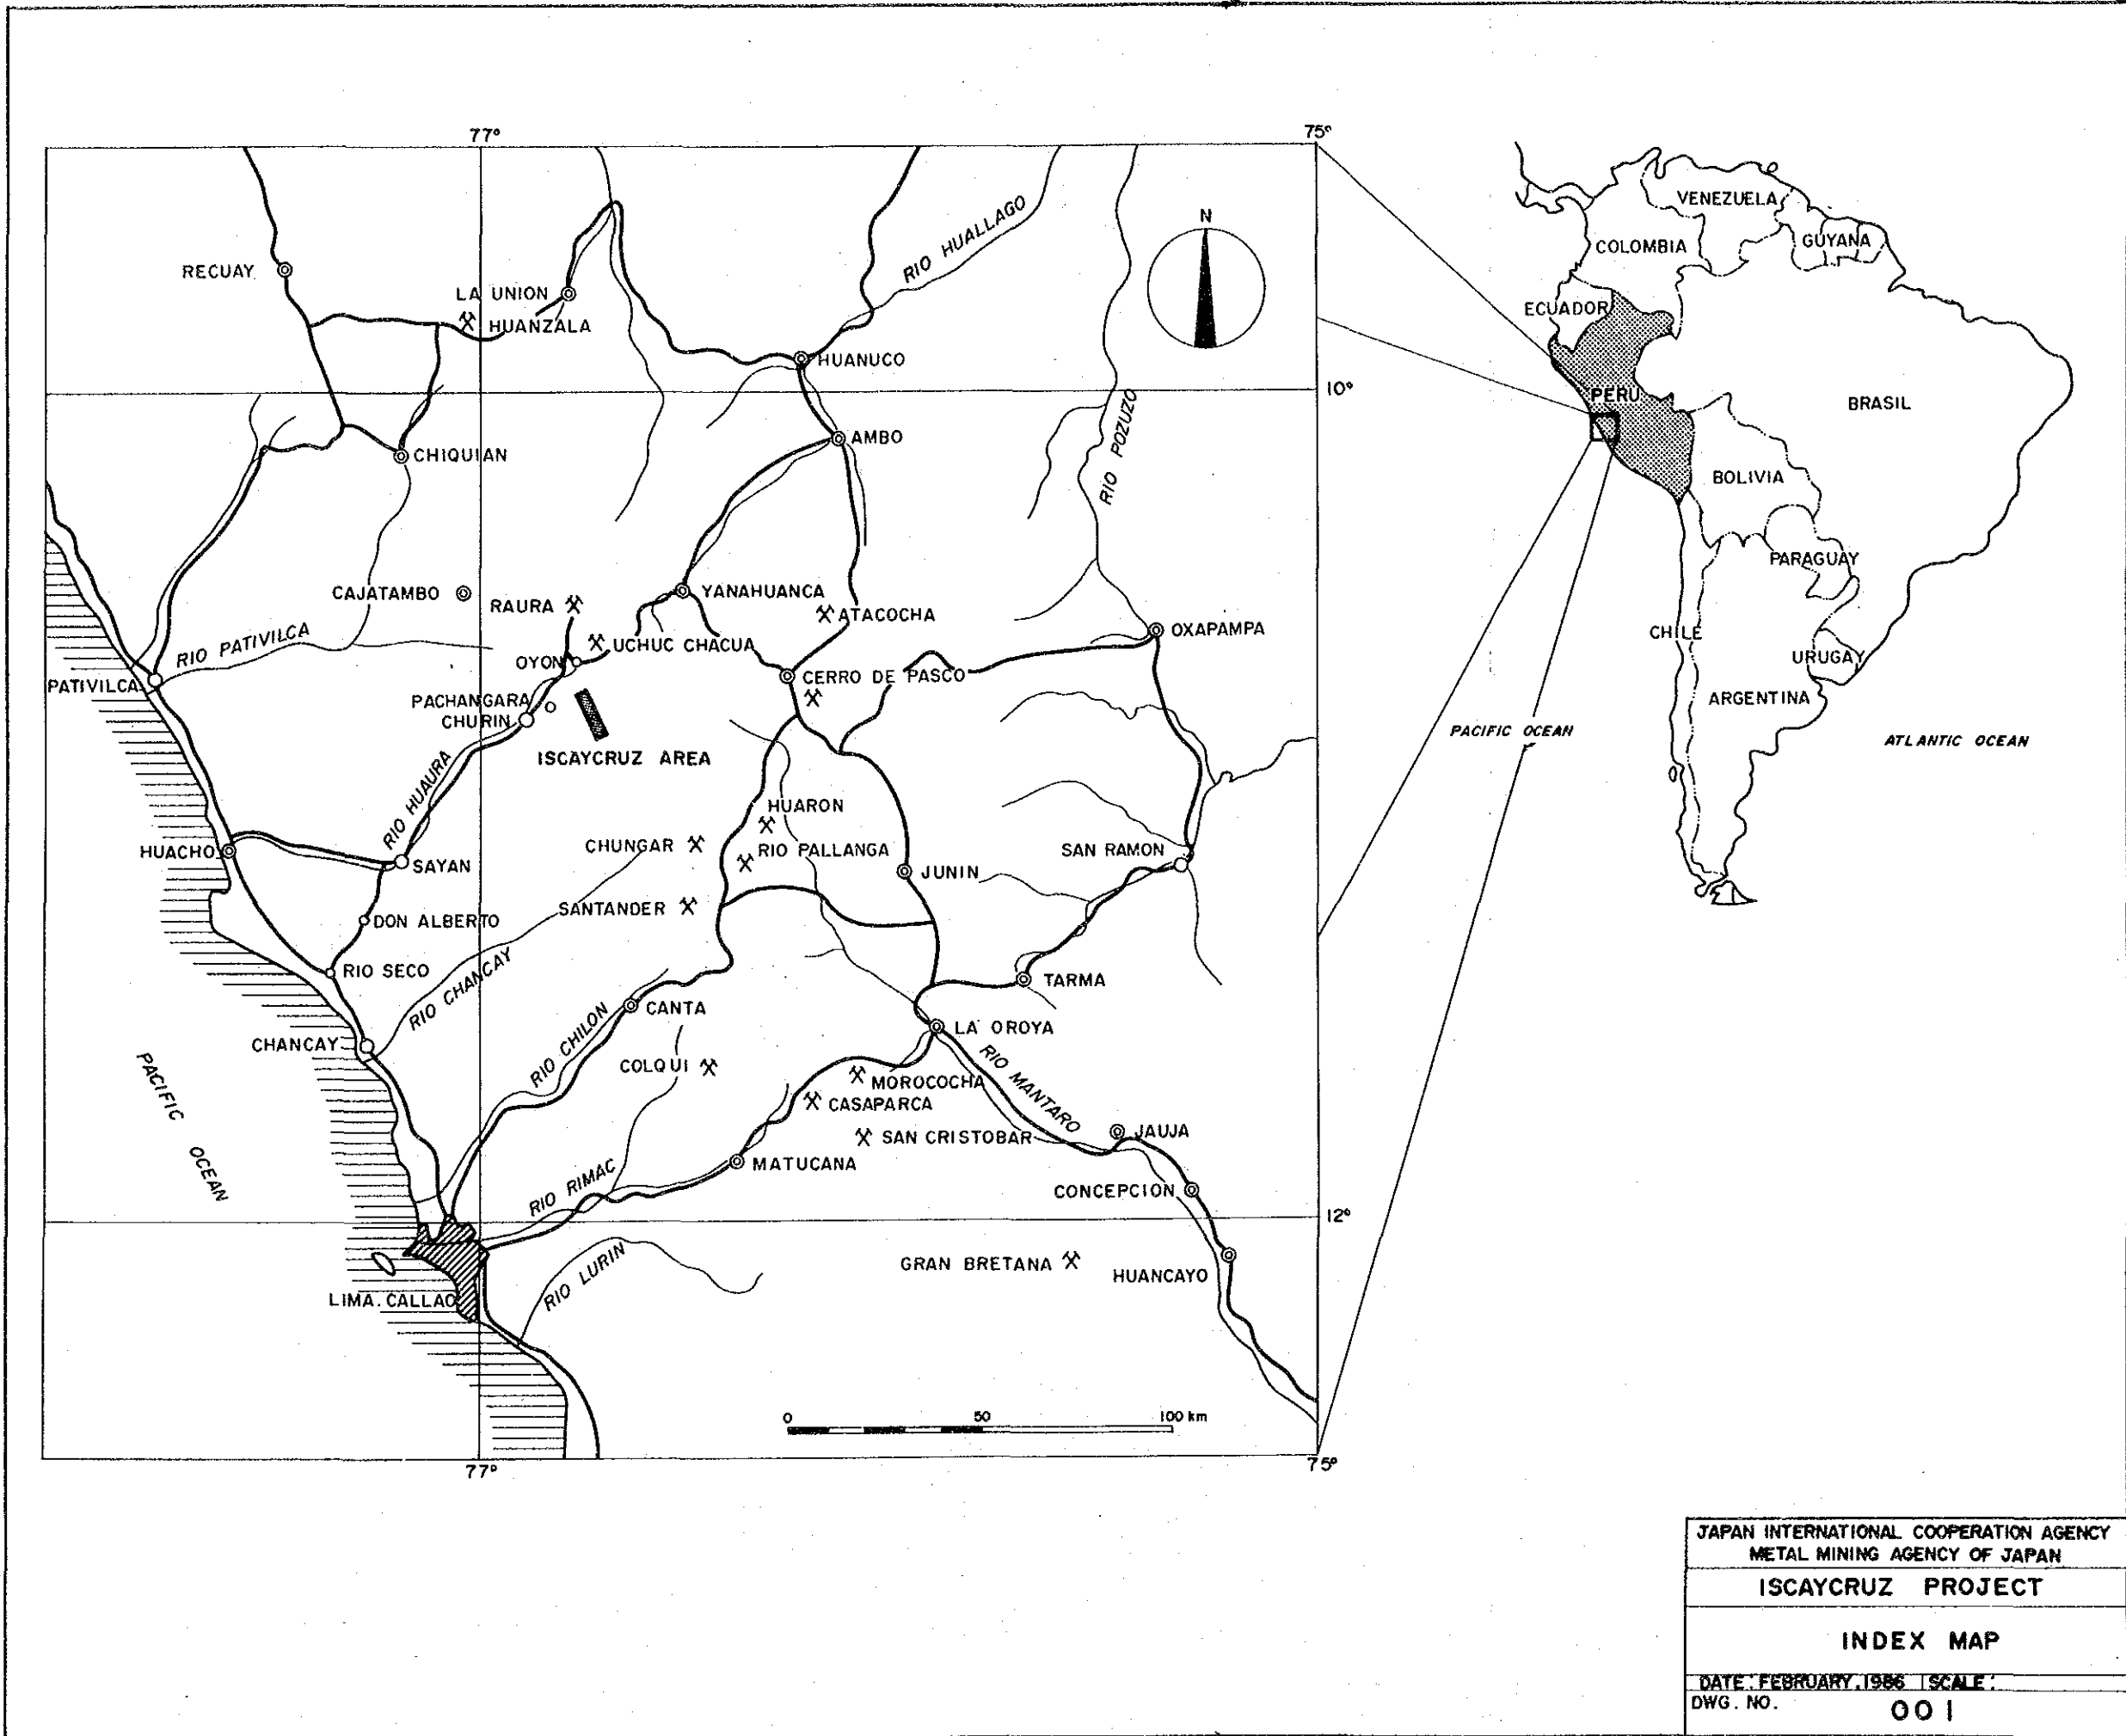 77°
75°
RECUAY
LA UNION
HUANZALA
RIO HUALLAGO
N
HUANUCO
10°
AMBO
CHIQUIAN
RIO POZUZO
CAJATAMBO
RAURA
YANAHUANCA
ATACOCHA
UCHUC CHACUA
OXAPAMPA
RIO PATIVILCA
OYON
CERRO DE PASCO
PATIVILCA
PACHANGARA
CHURIN
ISCAYCRUZ AREA
RIO HUAURA
HUARON
CHUNGAR
RIO PALLANGA
SAN RAMON
HUACHO
SAYAN
JUNIN
SANTANDER
DON ALBERTO
RIO SECO
RIO CHANCAY
TARMA
CANTA
RIO CHILON
LA OROYA
CHANCAY
COLQUI
RIO MANTARO
MOROCOCHA
CASAPARCA
PACIFIC OCEAN
SAN CRISTOBAR
JAUJA
MATUCANA
RIO RIMAC
CONCEPCION
12°
RIO LURIN
GRAN BRETANA
HUANCAYO
LIMA. CALLAO
0 50 100 km
77°
75°
VENEZUELA
COLOMBIA
GUYANA
ECUADOR
PERU
BRASIL
BOLIVIA
PARAGUAY
CHILE
URUGAY
ARGENTINA
PACIFIC OCEAN
ATLANTIC OCEAN
JAPAN INTERNATIONAL COOPERATION AGENCY
METAL MINING AGENCY OF JAPAN
ISCAYCRUZ PROJECT
INDEX MAP
DATE: FEBRUARY, 1986 SCALE:
DWG. NO. 001